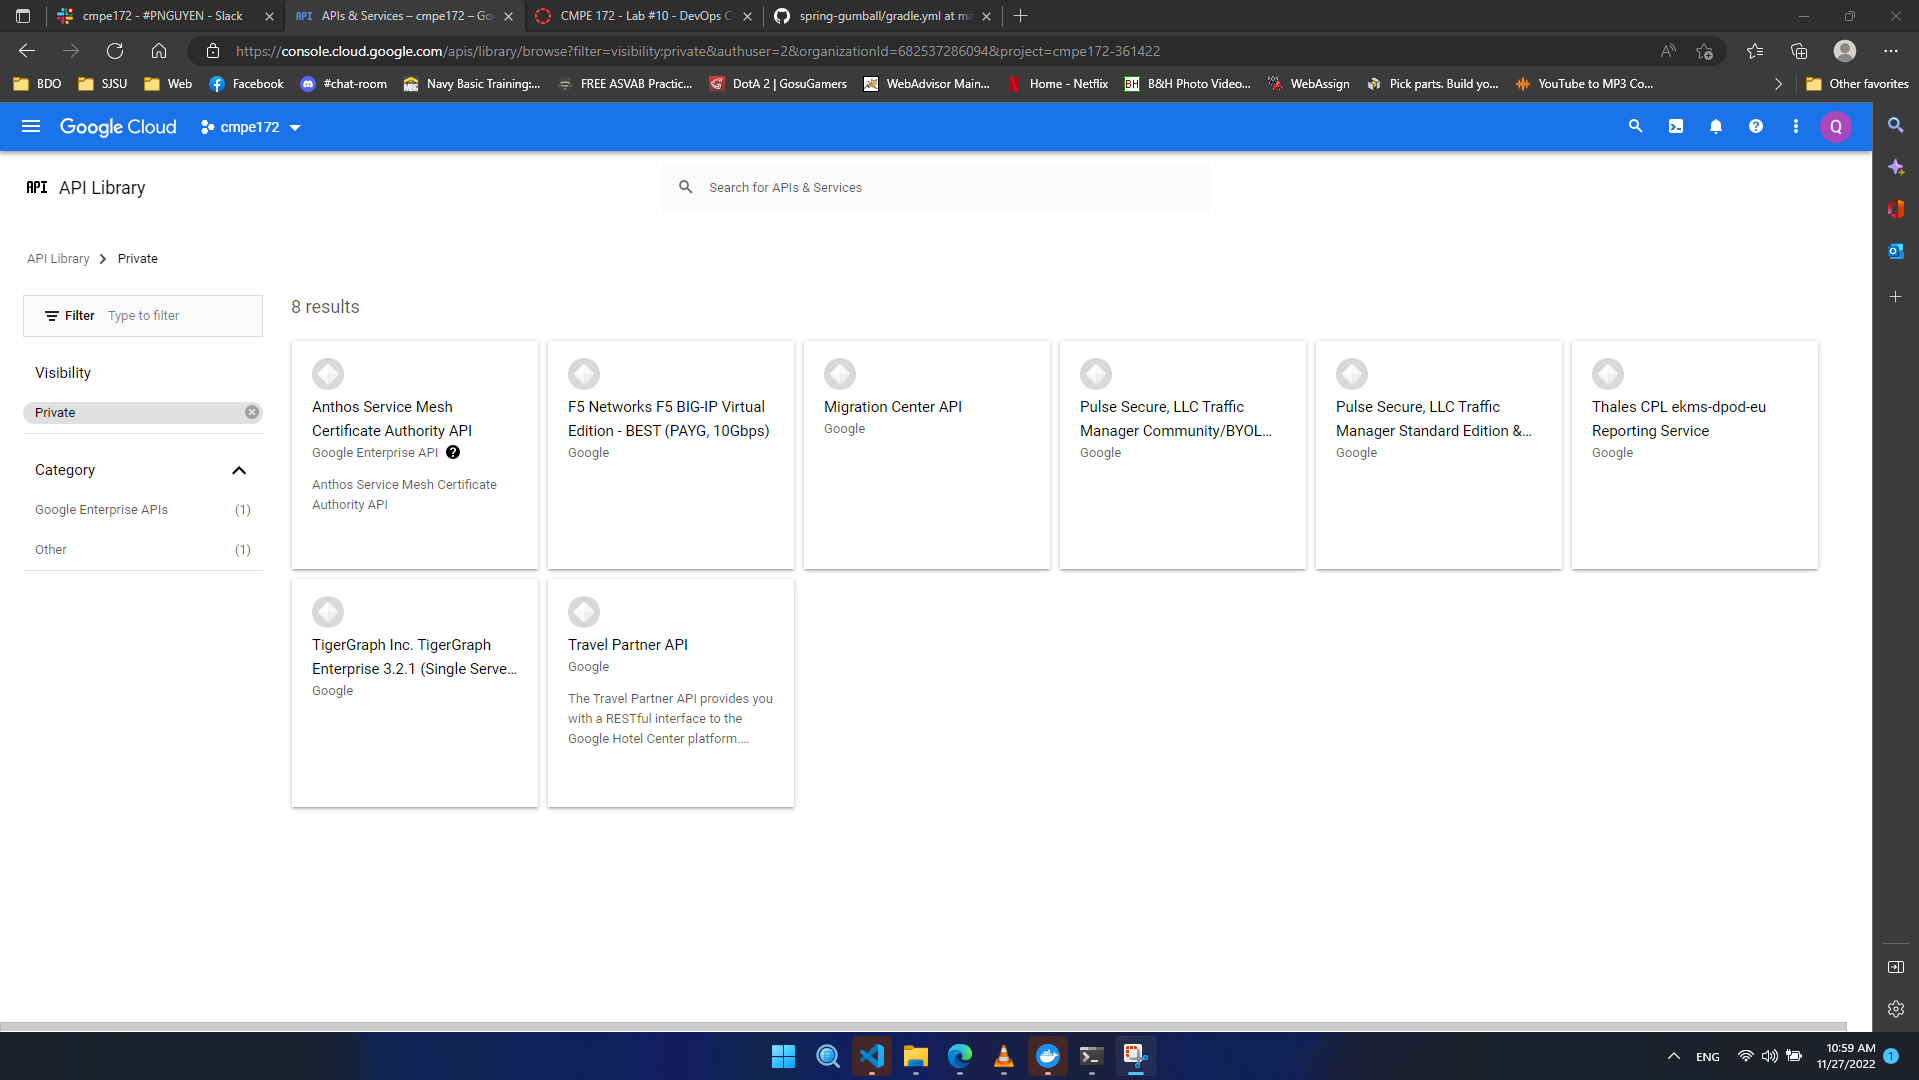 cmpe172 - #PNGUYEN - Slack
APIs & Services – cmpe172 – Go
CMPE 172 - Lab #10 - DevOps C
spring-gumball/gradle.yml at ma
https://console.cloud.google.com/apis/library/browse?filter=visibility:private&authuser=2&organizationId=682537286094&project=cmpe172-361422
BDO
SJSU
Web
Facebook
#chat-room
Navy Basic Training:...
FREE ASVAB Practic...
DotA 2 | GosuGamers
WebAdvisor Main...
Home - Netflix
B&H Photo Video...
WebAssign
Pick parts. Build yo...
YouTube to MP3 Co...
Other favorites
Google Cloud
cmpe172
Q
API API Library
Search for APIs & Services
API Library
Private
Filter
Type to filter
Visibility
Private
Category
Google Enterprise APIs (1)
Other (1)
8 results
Anthos Service Mesh
Certificate Authority API
Google Enterprise API
Anthos Service Mesh Certificate
Authority API
F5 Networks F5 BIG-IP Virtual
Edition - BEST (PAYG, 10Gbps)
Google
Migration Center API
Google
Pulse Secure, LLC Traffic
Manager Community/BYOL...
Google
Pulse Secure, LLC Traffic
Manager Standard Edition &...
Google
Thales CPL ekms-dpod-eu
Reporting Service
Google
TigerGraph Inc. TigerGraph
Enterprise 3.2.1 (Single Serve...
Google
Travel Partner API
Google
The Travel Partner API provides you
with a RESTful interface to the
Google Hotel Center platform....
ENG
10:59 AM
11/27/2022
1